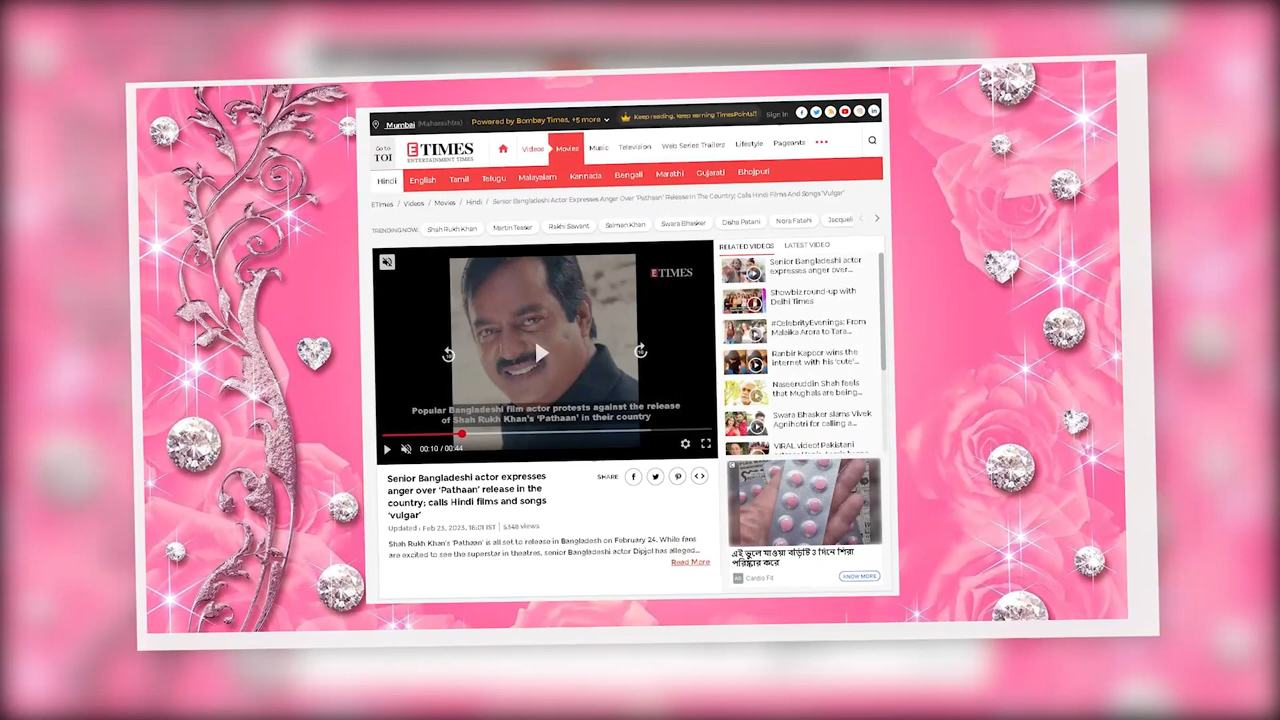 Mumbai (Maharashtra) Powered by Bombay Times, +5 more Keep reading, keep earning TimesPoints!! Sign In
Go to
TOI
ETIMES
ENTERTAINMENT TIMES
Videos Movies Music Television Web Series Trailers Lifestyle Pageants
Hindi English Tamil Telugu Malayalam Kannada Bengali Marathi Gujarati Bhojpuri
ETimes / Videos / Movies / Hindi / Senior Bangladeshi Actor Expresses Anger Over 'Pathaan' Release In The Country; Calls Hindi Films And Songs 'Vulgar'
TRENDING NOW: Shah Rukh Khan Martin Teaser Rakhi Sawant Salman Khan Swara Bhasker Disha Patani Nora Fatehi Jacqueli
ETIMES
Popular Bangladeshi film actor protests against the release
of Shah Rukh Khan's 'Pathaan' in their country
00:10 / 00:44
Senior Bangladeshi actor expresses
anger over 'Pathaan' release in the
country; calls Hindi films and songs
'vulgar'
SHARE
Updated : Feb 23, 2023, 16:01 IST | 5348 views
Shah Rukh Khan's 'Pathaan' is all set to release in Bangladesh on February 24. While fans
are excited to see the superstar in theatres, senior Bangladeshi actor Dipjol has alleged...
Read More
RELATED VIDEOS LATEST VIDEO
Senior Bangladeshi actor
expresses anger over...
Showbiz round-up with
Delhi Times
#CelebrityEvenings: From
Malaika Arora to Tara...
Ranbir Kapoor wins the
internet with his 'cute'...
Naseeruddin Shah feels
that Mughals are being...
Swara Bhasker slams Vivek
Agnihotri for calling a...
VIRAL video! Pakistani
এই ভুলে যাওয়া বড়িটি 3 দিনে শিরা
পরিষ্কার করে
AD Cardio Fit
KNOW MORE